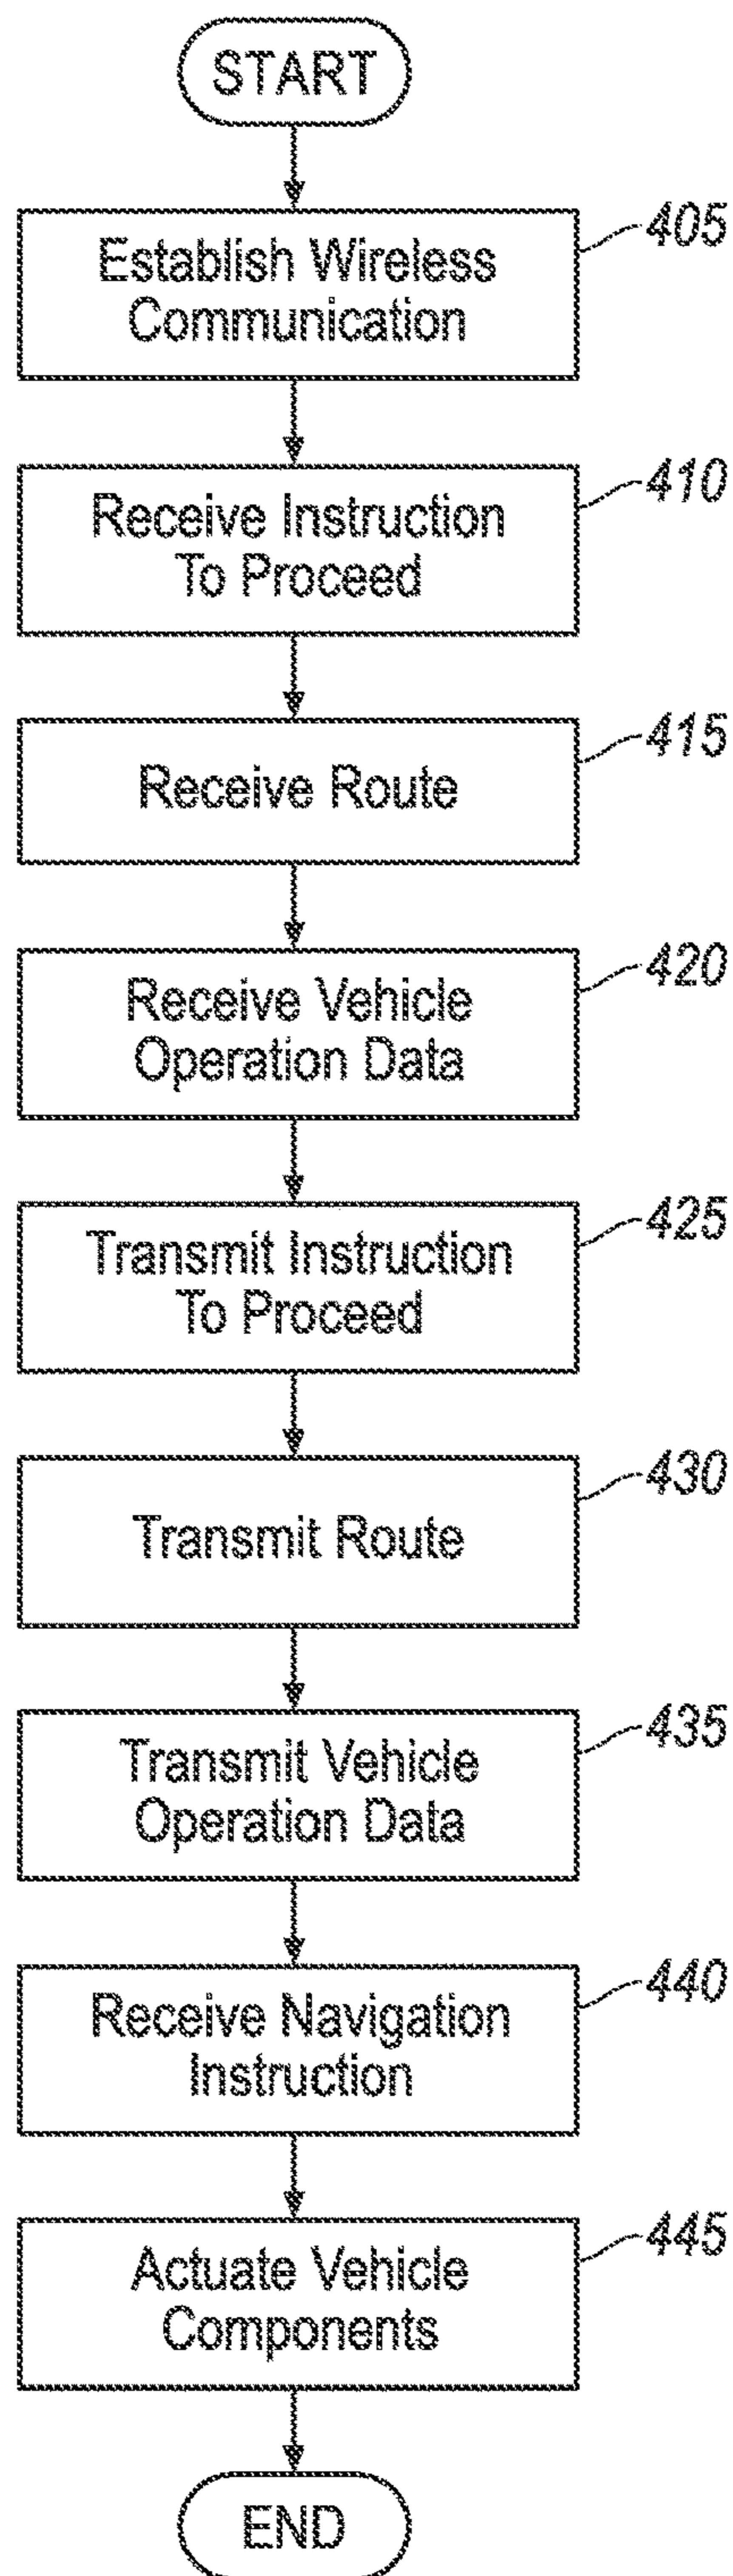 START
405
Establish Wireless
Communication
410
Receive Instruction
To Proceed
415
Receive Route
420
Receive Vehicle
Operation Data
425
Transmit Instruction
To Proceed
430
Transmit Route
435
Transmit Vehicle
Operation Data
440
Receive Navigation
Instruction
445
Actuate Vehicle
Components
END